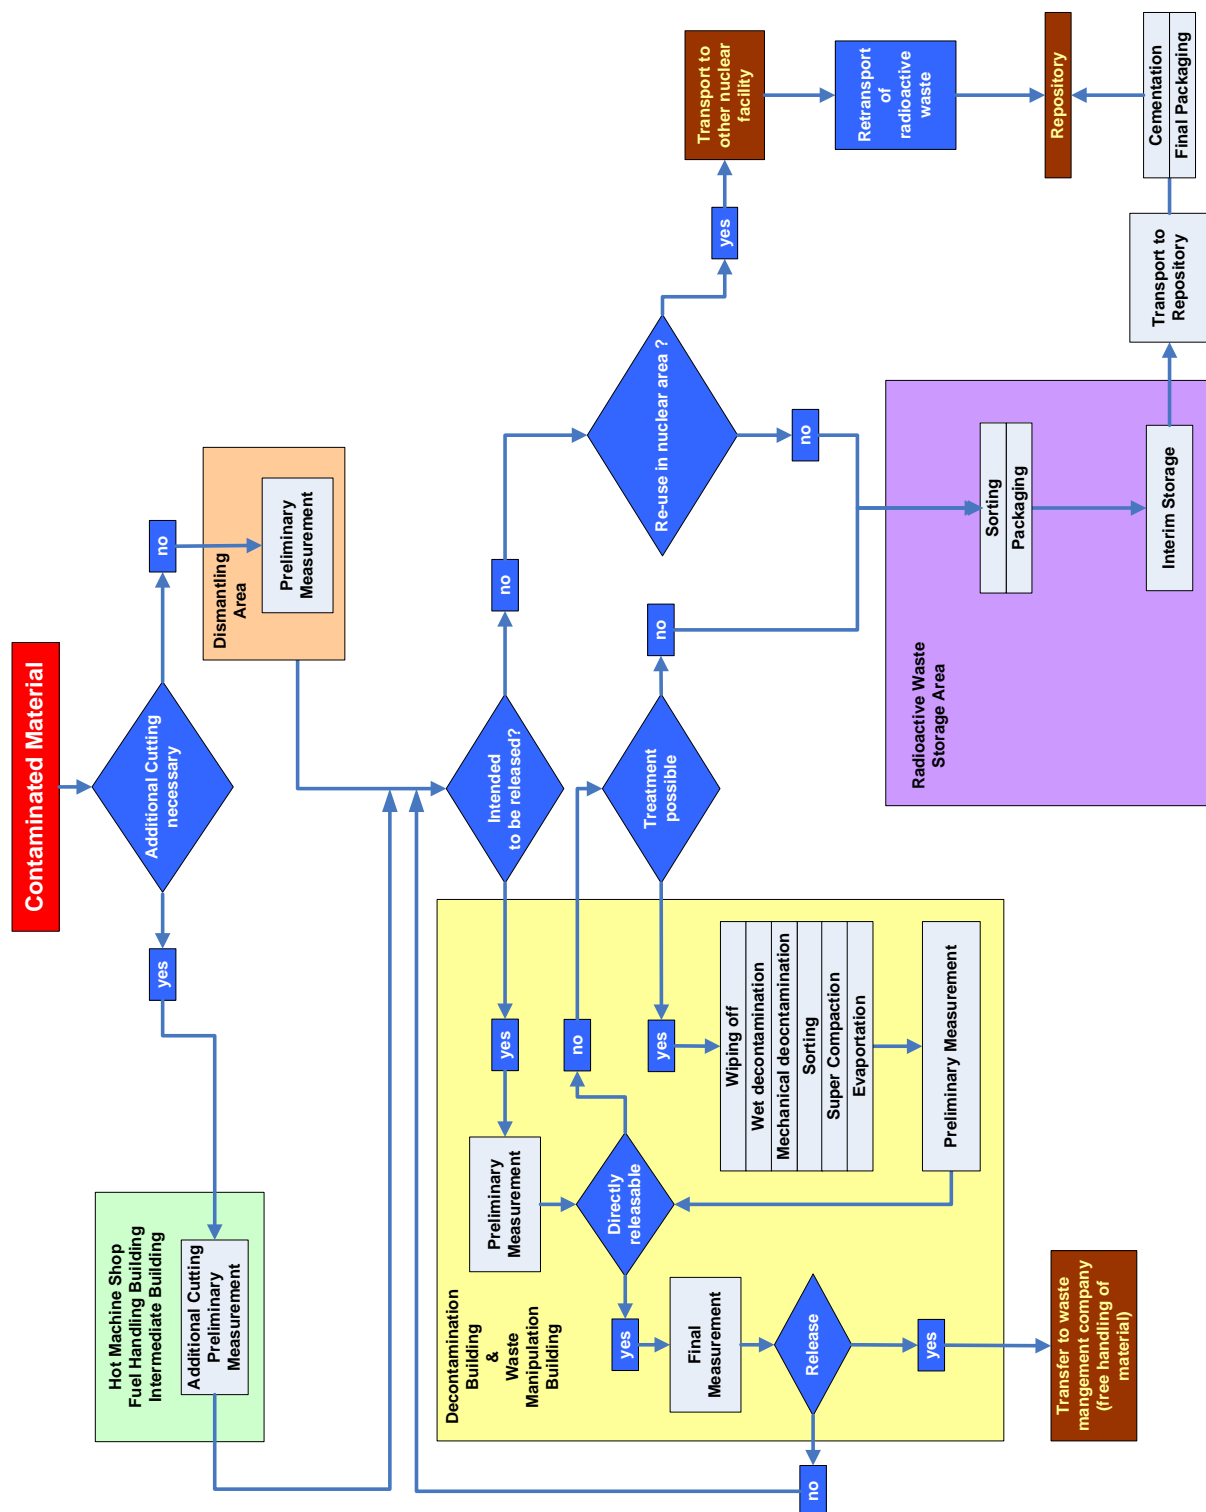 Contaminated Material
Additional Cutting
necessary
yes
no
Hot Machine Shop
Fuel Handling Building
Intermediate Building
Additional Cutting
Preliminary
Measurement
Dismantling
Area
Preliminary
Measurement
Intended
to be released?
yes
no
Decontamination
Building
&
Waste
Manipulation
Building
Preliminary
Measurement
Directly
releasable
no
yes
Treatment
possible
yes
no
Wiping off
Wet decontamination
Mechanical deocntamination
Sorting
Super Compaction
Evaportation
Preliminary Measurement
Final
Measurement
Release
no
yes
Transfer to waste
mangement company
(free handling of
material)
Re-use in nuclear area ?
yes
no
Transport to
other nuclear
facility
Retransport
of
radioactive
waste
Repository
Radioactive Waste
Storage Area
Sorting
Packaging
Interim Storage
Transport to
Repository
Cementation
Final Packaging